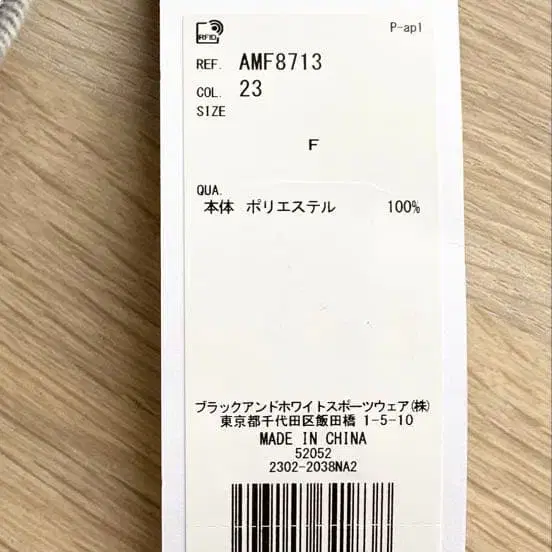 RFID
P-ap1
REF. AMF8713
COL. 23
SIZE
F
QUA.
本体 ポリエステル 100%
ブラックアンドホワイトスポーツウェア(株)
東京都千代田区飯田橋 1-5-10
MADE IN CHINA
52052
2302-2038NA2